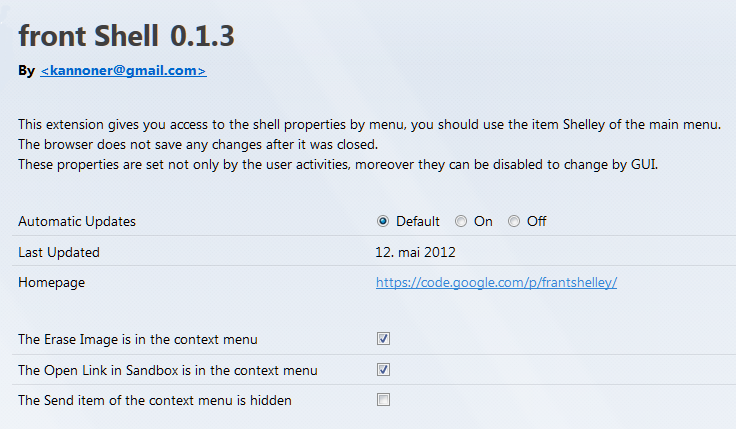 front Shell 0.1.3
By <kannoner@gmail.com>
This extension gives you access to the shell properties by menu, you should use the item Shelley of the main menu.
The browser does not save any changes after it was closed.
These properties are set not only by the user activities, moreover they can be disabled to change by GUI.
Automatic Updates Default On Off
Last Updated 12. mai 2012
Homepage https://code.google.com/p/frantshelley/
The Erase Image is in the context menu
The Open Link in Sandbox is in the context menu
The Send item of the context menu is hidden